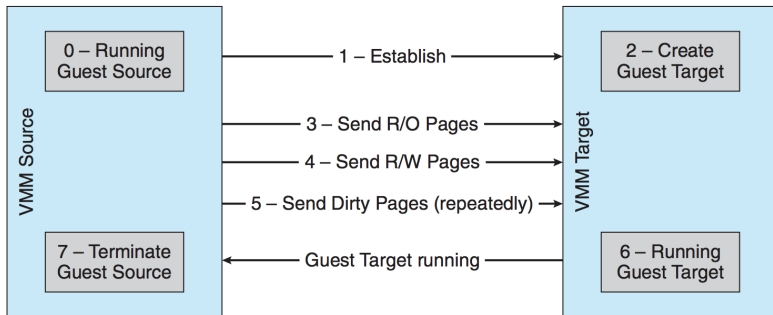 VMM Source
0 – Running
Guest Source
1 – Establish
2 – Create
Guest Target
3 – Send R/O Pages
4 – Send R/W Pages
5 – Send Dirty Pages (repeatedly)
VMM Target
7 – Terminate
Guest Source
Guest Target running
6 – Running
Guest Target